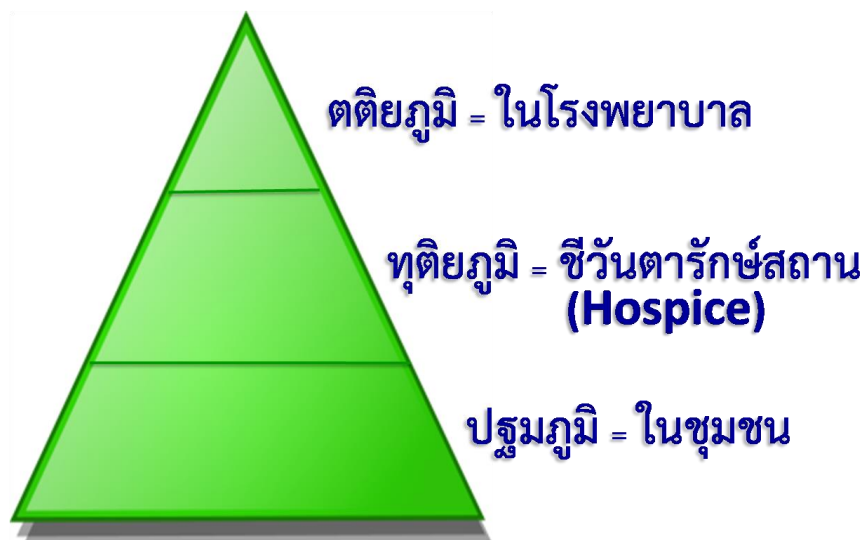 ตติยภูมิ = ในโรงพยาบาล
ทุติยภูมิ = ชีวันตารักษ์สถาน
(Hospice)
ปฐมภูมิ = ในชุมชน